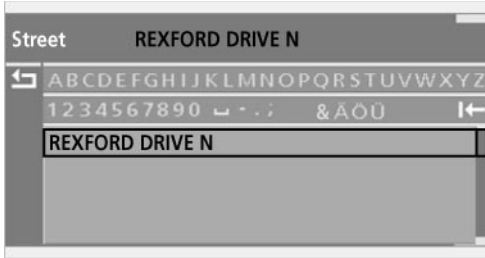 Street REXFORD DRIVE N
ABCDEFGHIJKLMNOPQRSTUVWXYZ
1234567890 ⎵ - . ; &ÄÖÜ
REXFORD DRIVE N